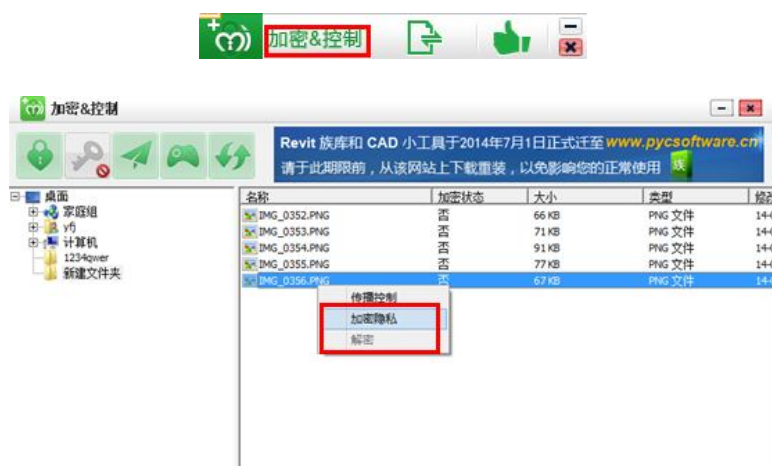 加密&控制
加密&控制
Revit 族库和 CAD 小工具于2014年7月1日正式迁至 www.pycsoftware.cn
请于此期限前，从该网站上下载重装，以免影响您的正常使用 族
桌面
家庭组
yfj
计算机
1234qwer
新建文件夹
名称 加密状态 大小 类型
IMG_0352.PNG 否 66 KB PNG 文件 14-
IMG_0353.PNG 否 71 KB PNG 文件 14-
IMG_0354.PNG 否 91 KB PNG 文件 14-
IMG_0355.PNG 否 77 KB PNG 文件 14-
IMG_0356.PNG 否 67 KB PNG 文件 14-
传播控制
加密隐私
解密